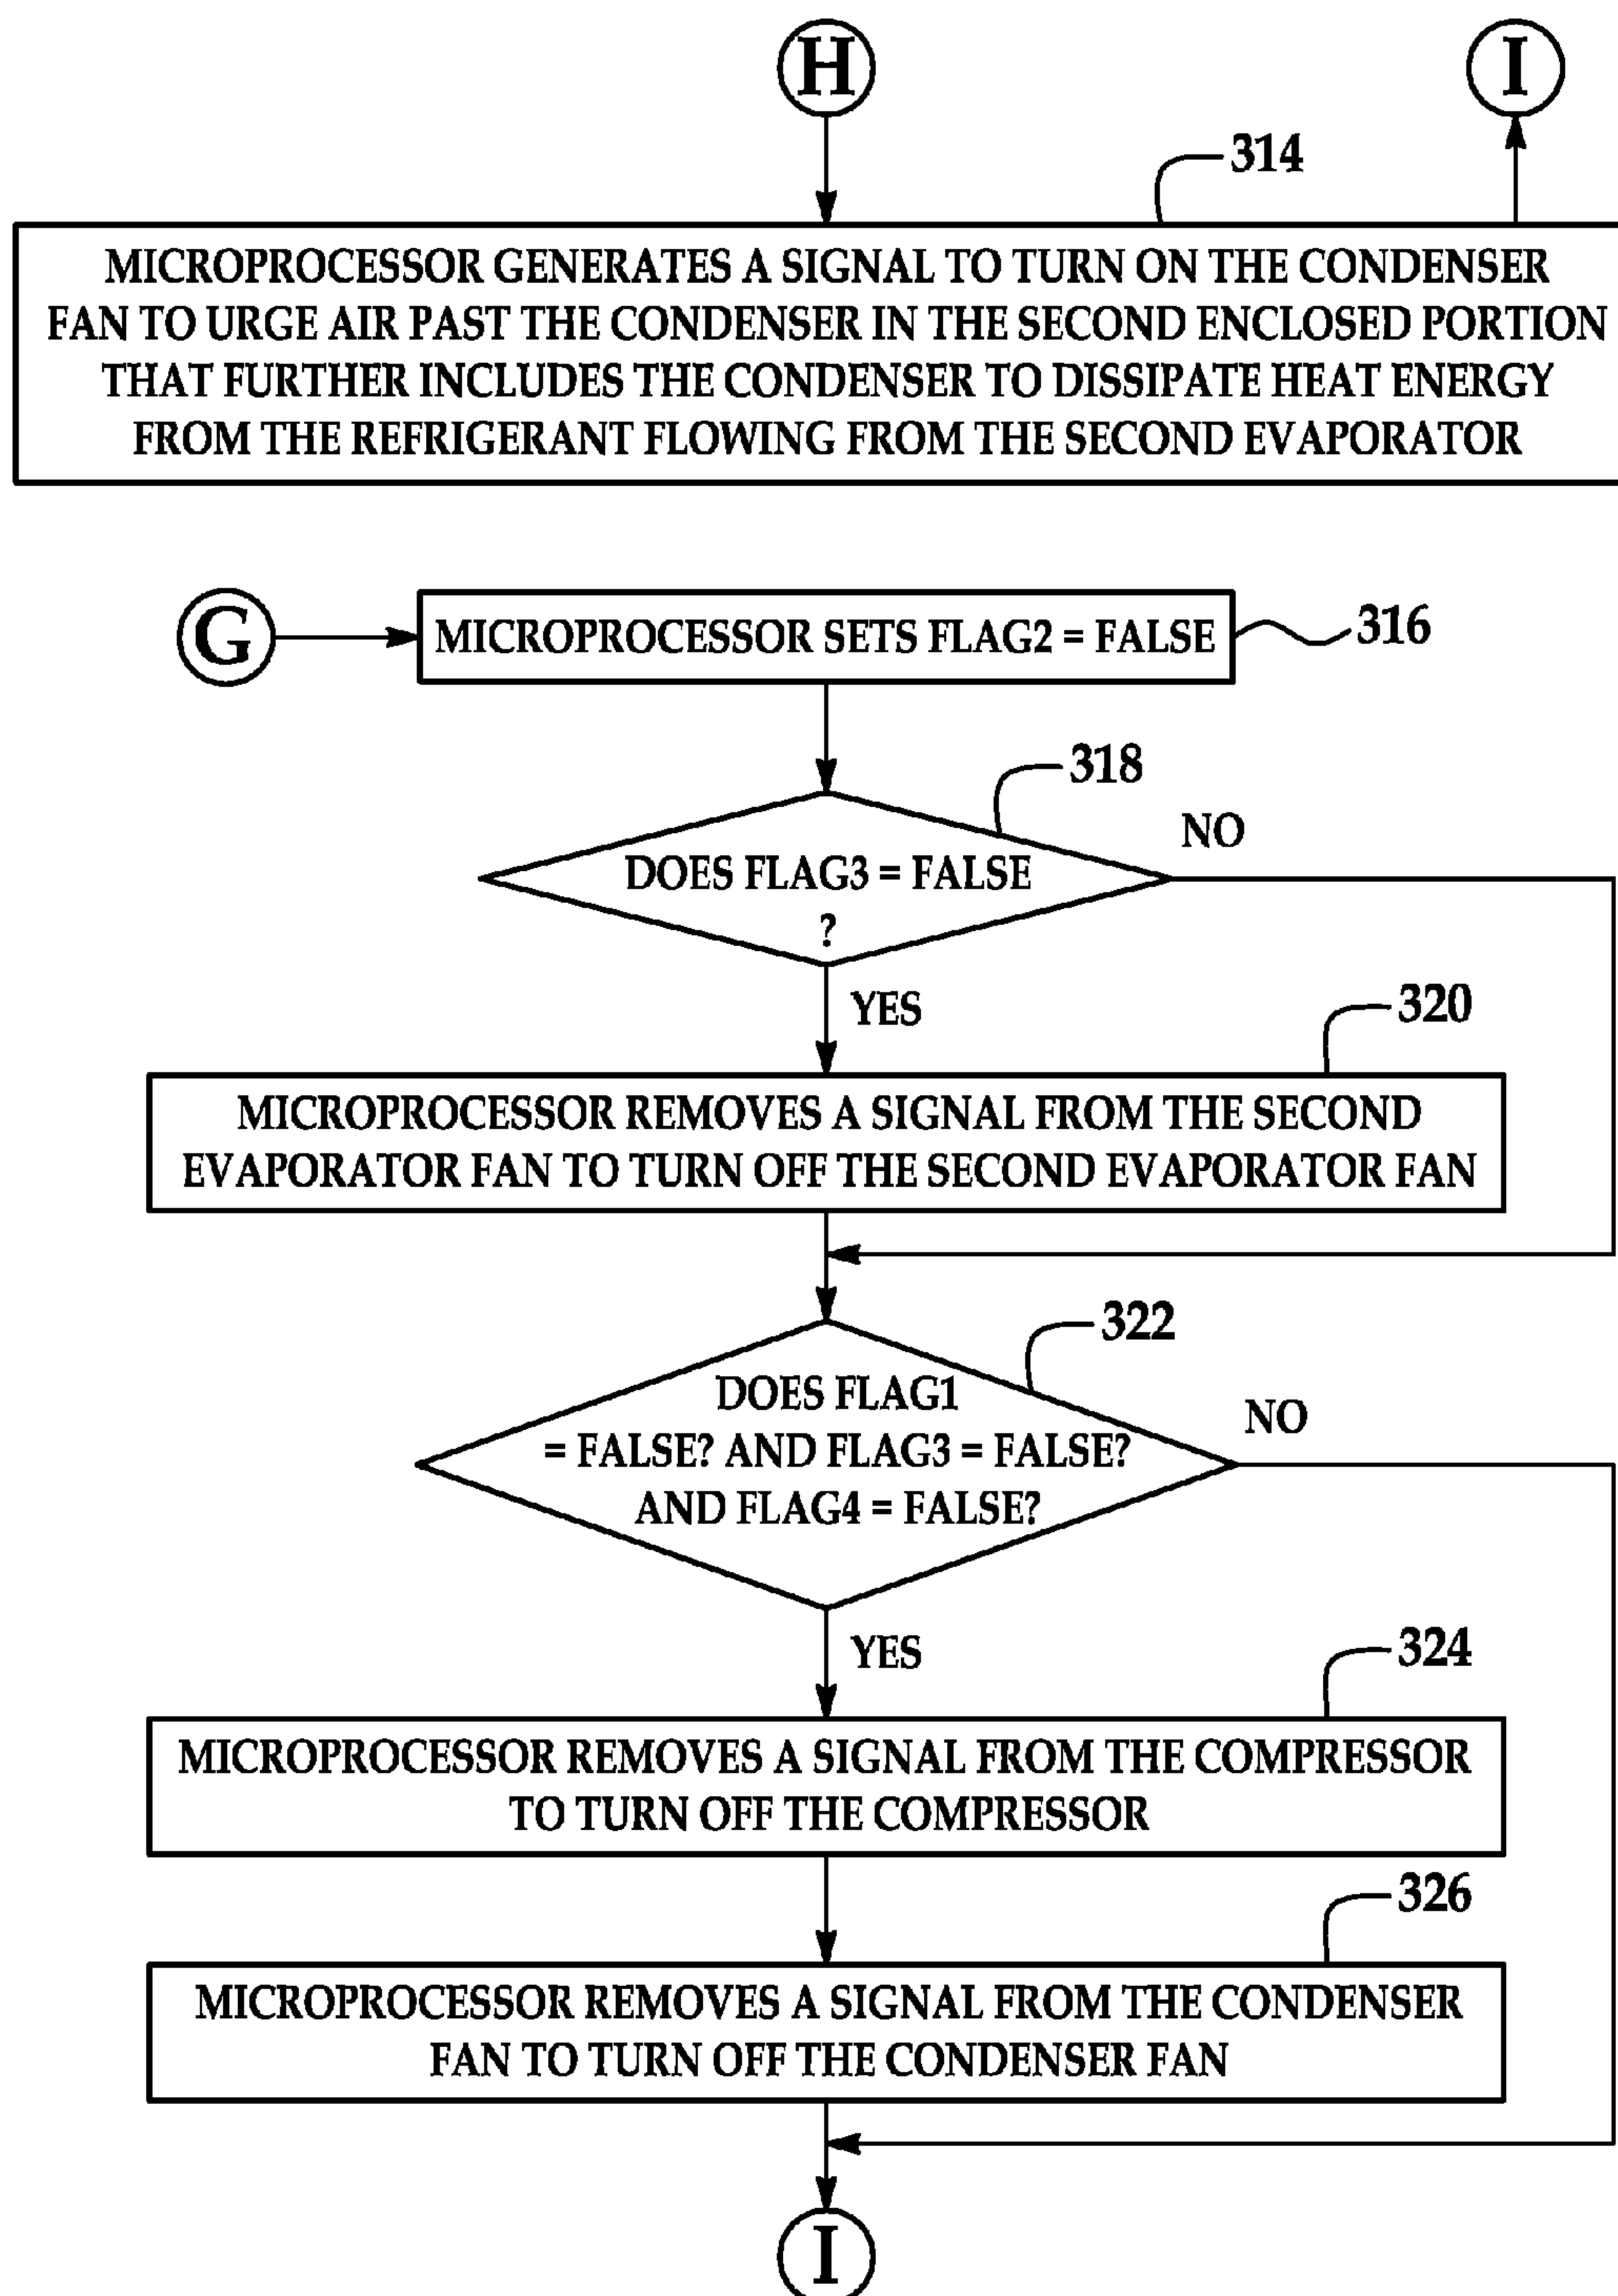 H
I
314
MICROPROCESSOR GENERATES A SIGNAL TO TURN ON THE CONDENSER
FAN TO URGE AIR PAST THE CONDENSER IN THE SECOND ENCLOSED PORTION
THAT FURTHER INCLUDES THE CONDENSER TO DISSIPATE HEAT ENERGY
FROM THE REFRIGERANT FLOWING FROM THE SECOND EVAPORATOR
G
MICROPROCESSOR SETS FLAG2 = FALSE
316
318
NO
DOES FLAG3 = FALSE
?
YES
320
MICROPROCESSOR REMOVES A SIGNAL FROM THE SECOND
EVAPORATOR FAN TO TURN OFF THE SECOND EVAPORATOR FAN
322
DOES FLAG1
= FALSE? AND FLAG3 = FALSE?
AND FLAG4 = FALSE?
NO
YES
324
MICROPROCESSOR REMOVES A SIGNAL FROM THE COMPRESSOR
TO TURN OFF THE COMPRESSOR
326
MICROPROCESSOR REMOVES A SIGNAL FROM THE CONDENSER
FAN TO TURN OFF THE CONDENSER FAN
I